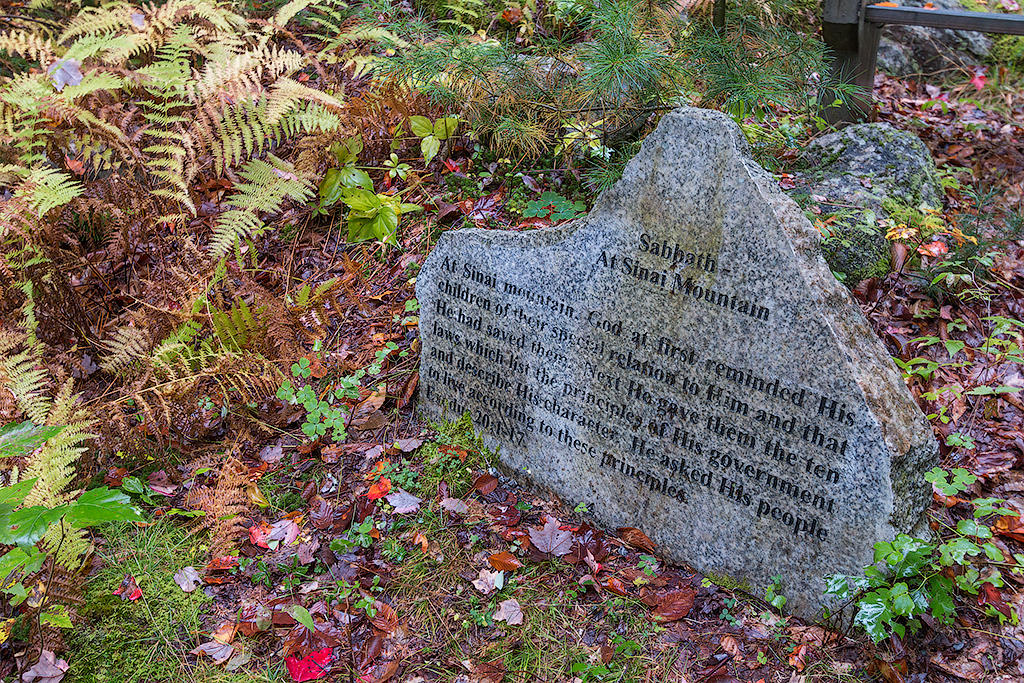 Sabbath -
At Sinai Mountain
At Sinai mountain, God at first reminded His
children of their special relation to Him and that
He had saved them. Next He gave them the ten
laws which list the principles of His government
and describe His character. He asked His people
to live according to these principles.
Exodus 20:1-17